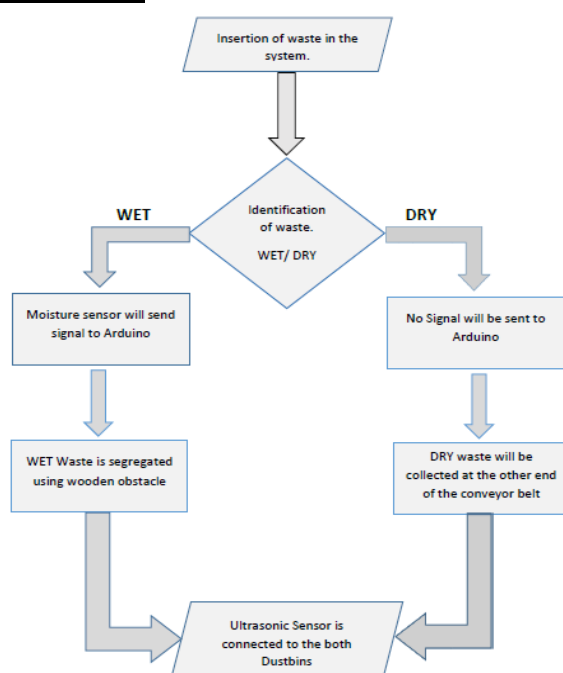 Insertion of waste in the
system.
WET
DRY
Identification
of waste.
WET/ DRY
Moisture sensor will send
signal to Arduino
No Signal will be sent to
Arduino
WET Waste is segregated
using wooden obstacle
DRY waste will be
collected at the other end
of the conveyor belt
Ultrasonic Sensor is
connected to the both
Dustbins